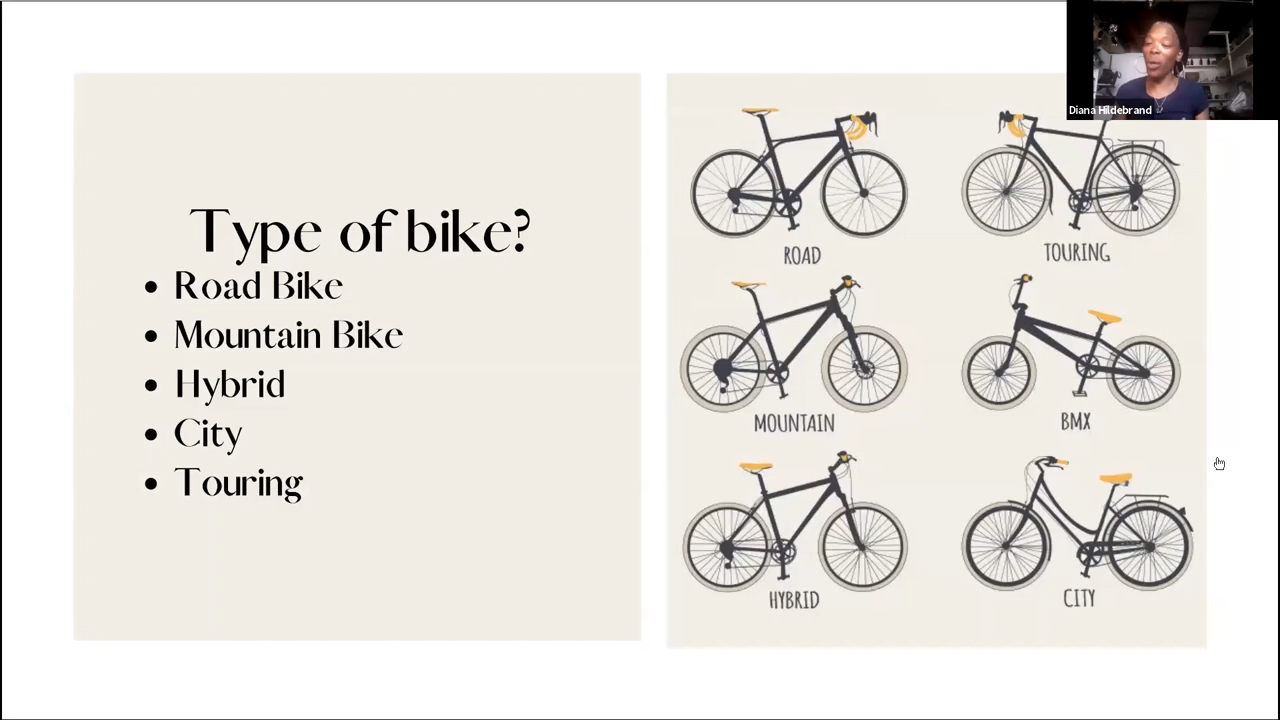 Type of bike?
Road Bike
Mountain Bike
Hybrid
City
Touring
ROAD
TOURING
MOUNTAIN
BMX
HYBRID
CITY
Diana Hildebrand